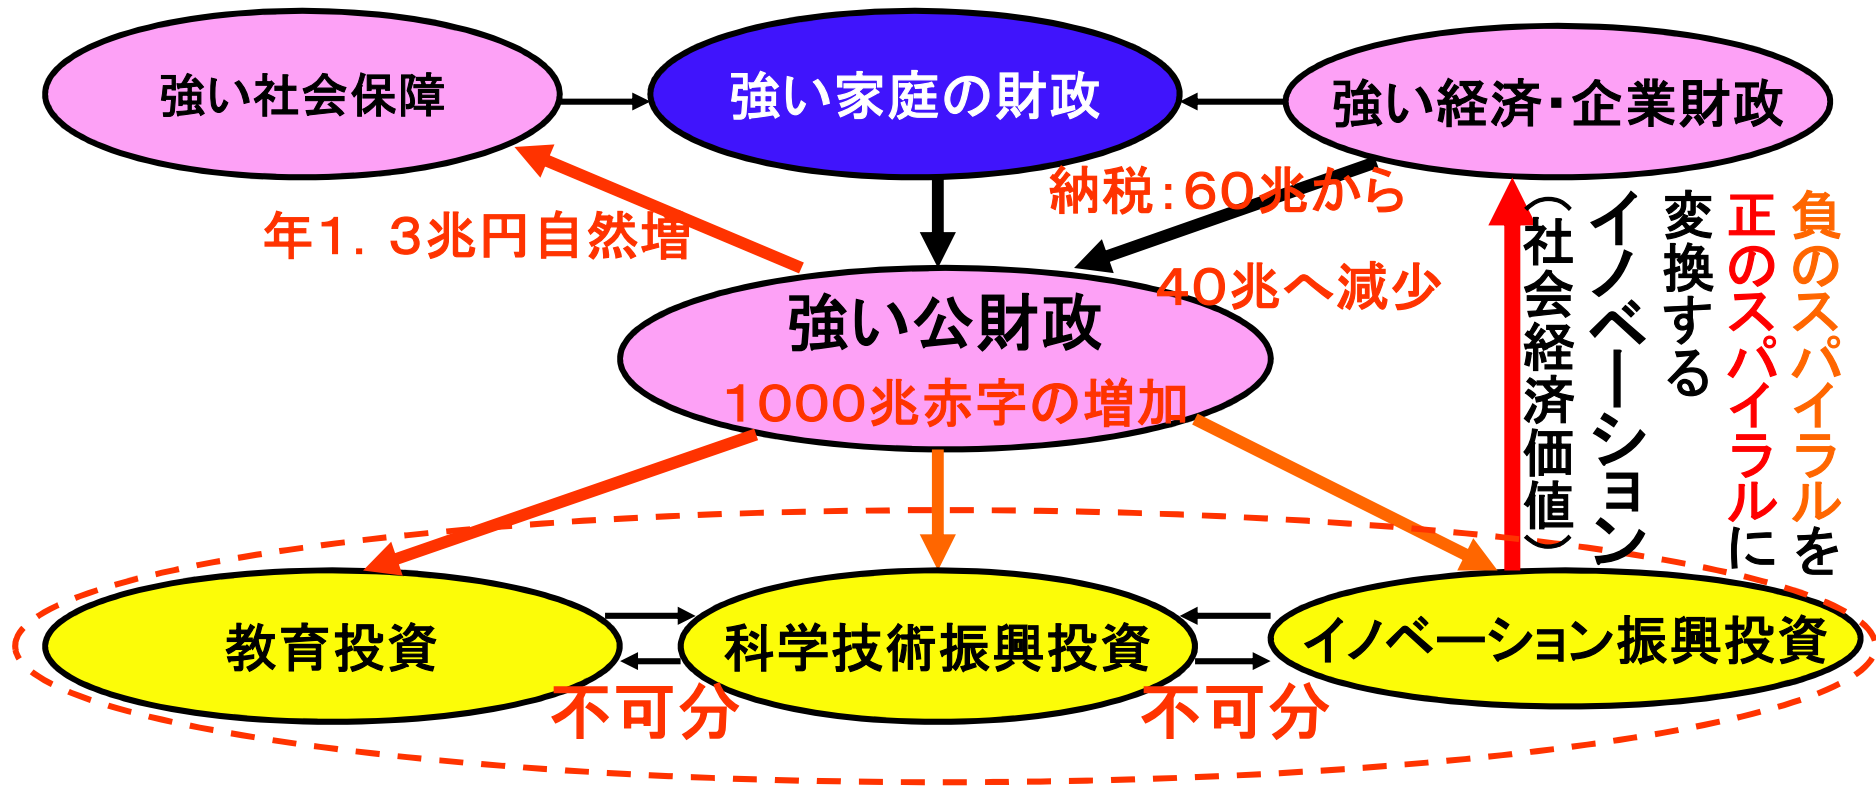 強い社会保障
強い家庭の財政
強い経済・企業財政
年１．３兆円自然増
納税：６０兆から
４０兆へ減少
強い公財政
１０００兆赤字の増加
負のスパイラルを
正のスパイラルに
変換する
イノベーション
（社会経済価値）
教育投資
科学技術振興投資
イノベーション振興投資
不可分
不可分